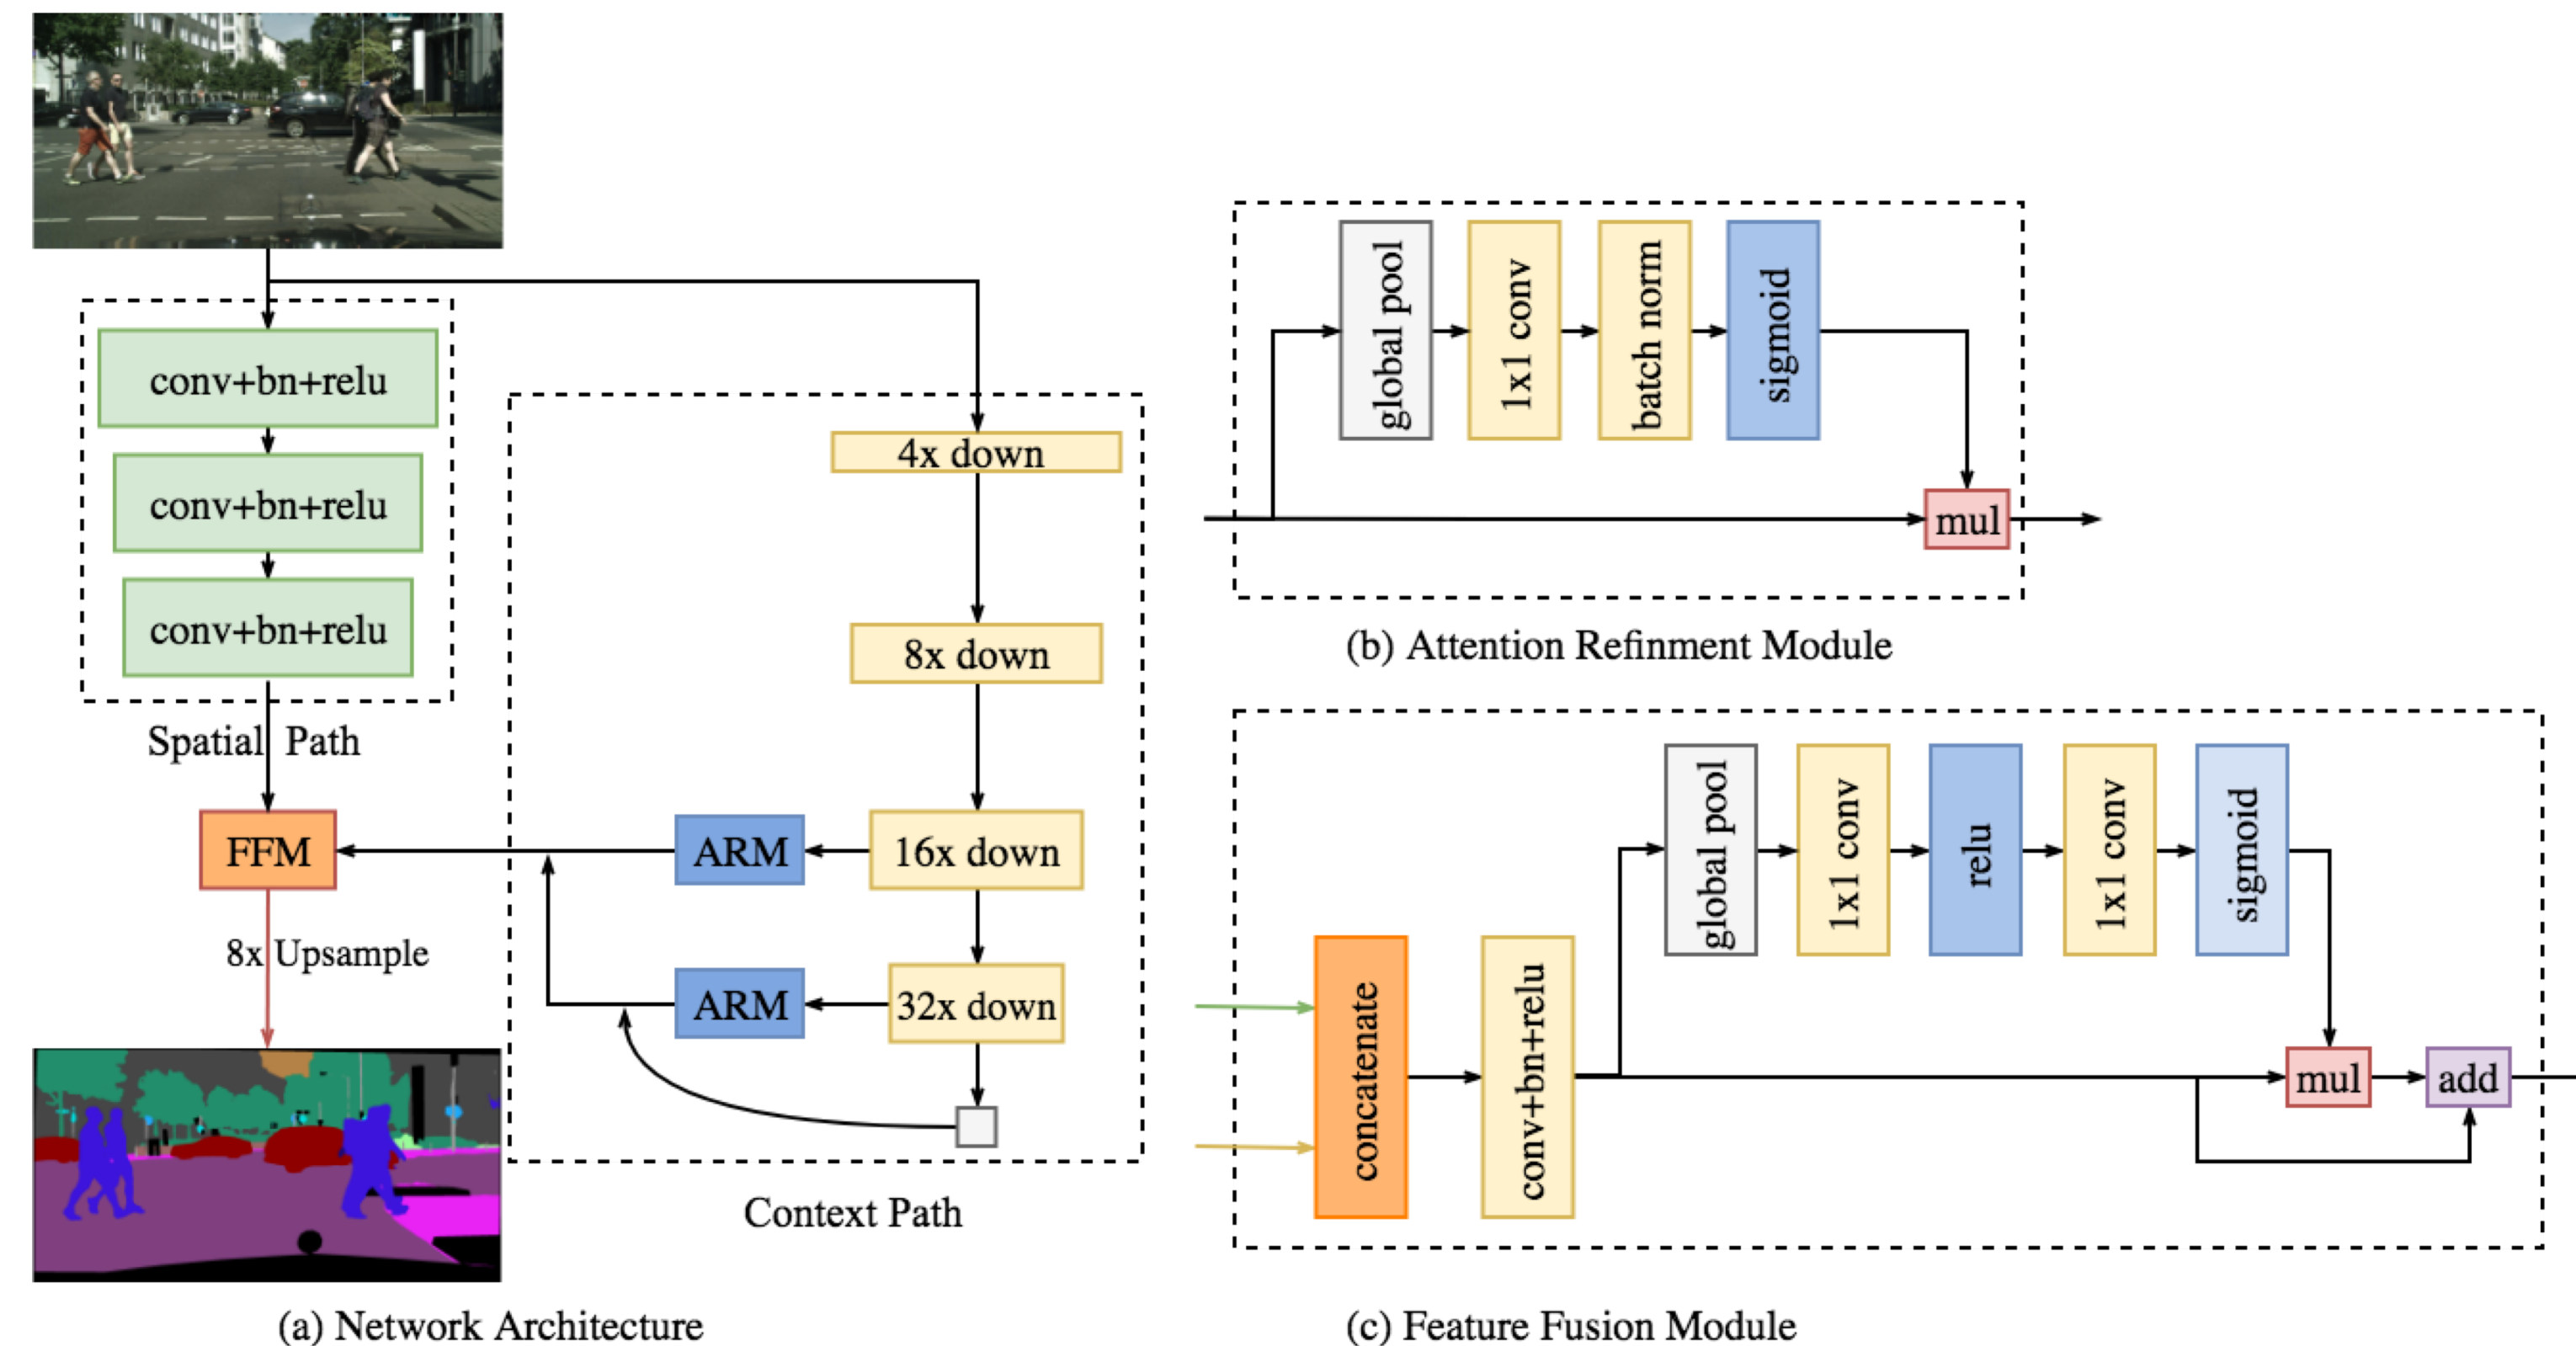 conv+bn+relu
conv+bn+relu
conv+bn+relu
Spatial Path
FFM
8x Upsample
4x down
8x down
16x down
ARM
32x down
ARM
Context Path
(a) Network Architecture
global pool
1x1 conv
batch norm
sigmoid
mul
(b) Attention Refinment Module
concatenate
conv+bn+relu
global pool
1x1 conv
relu
1x1 conv
sigmoid
mul
add
(c) Feature Fusion Module